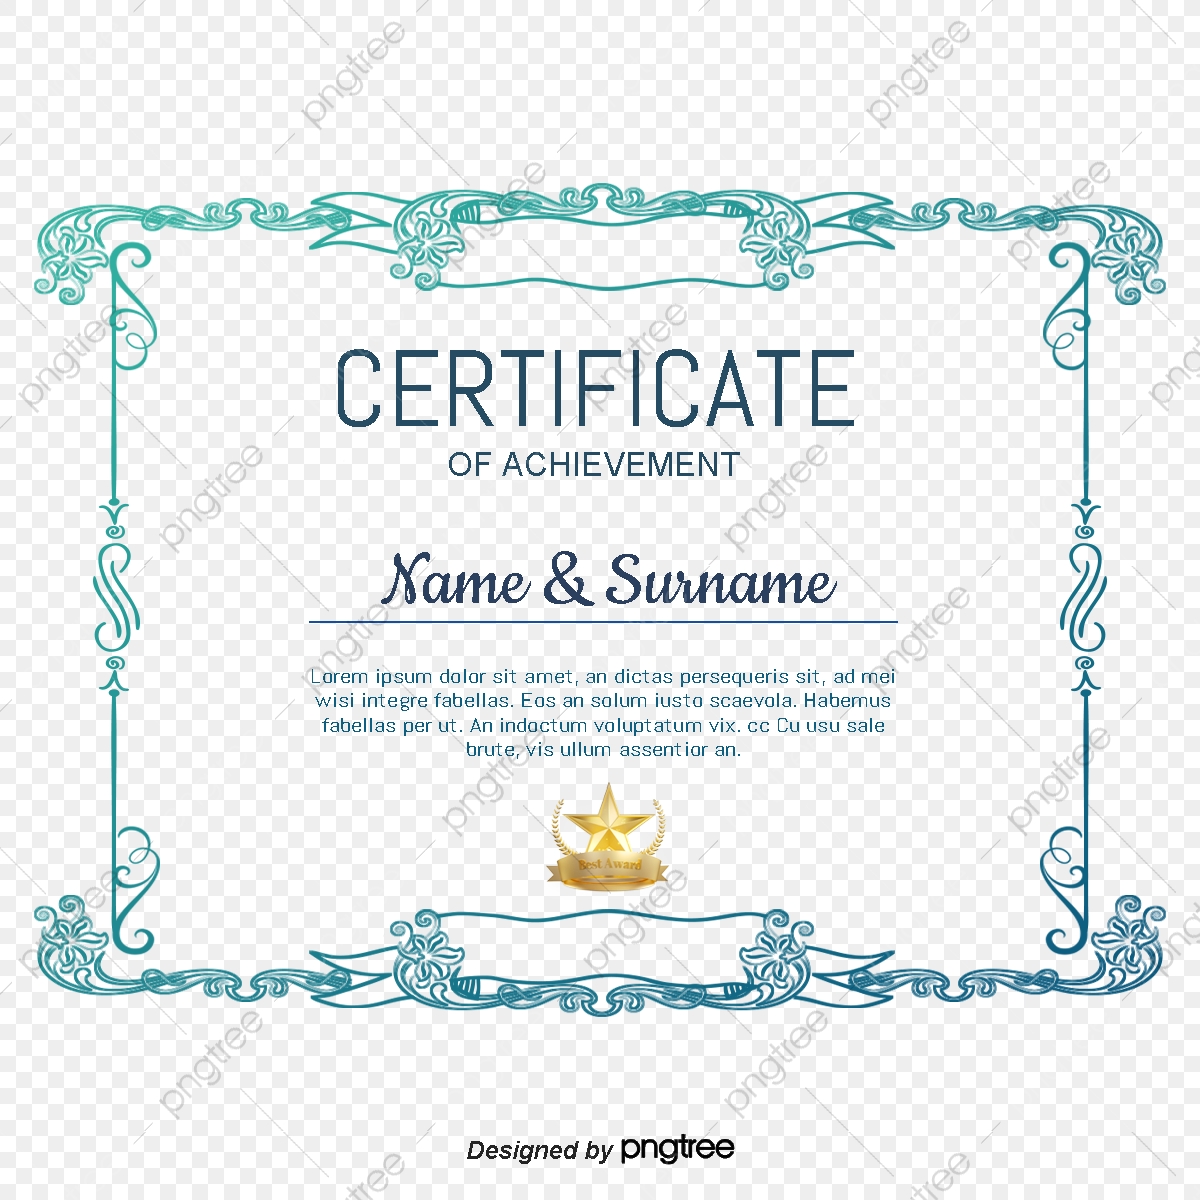 CERTIFICATE
OF ACHIEVEMENT
Name & Surname
Lorem ipsum dolor sit amet, an dictas persequeris sit, ad mei
wisi integre fabellas. Eos an solum iusto scaevola. Habemus
fabellas per ut. An indoctum voluptatum vix. cc Cu usu sale
brute, vis ullum assentior an.
Best Award
Designed by pngtree